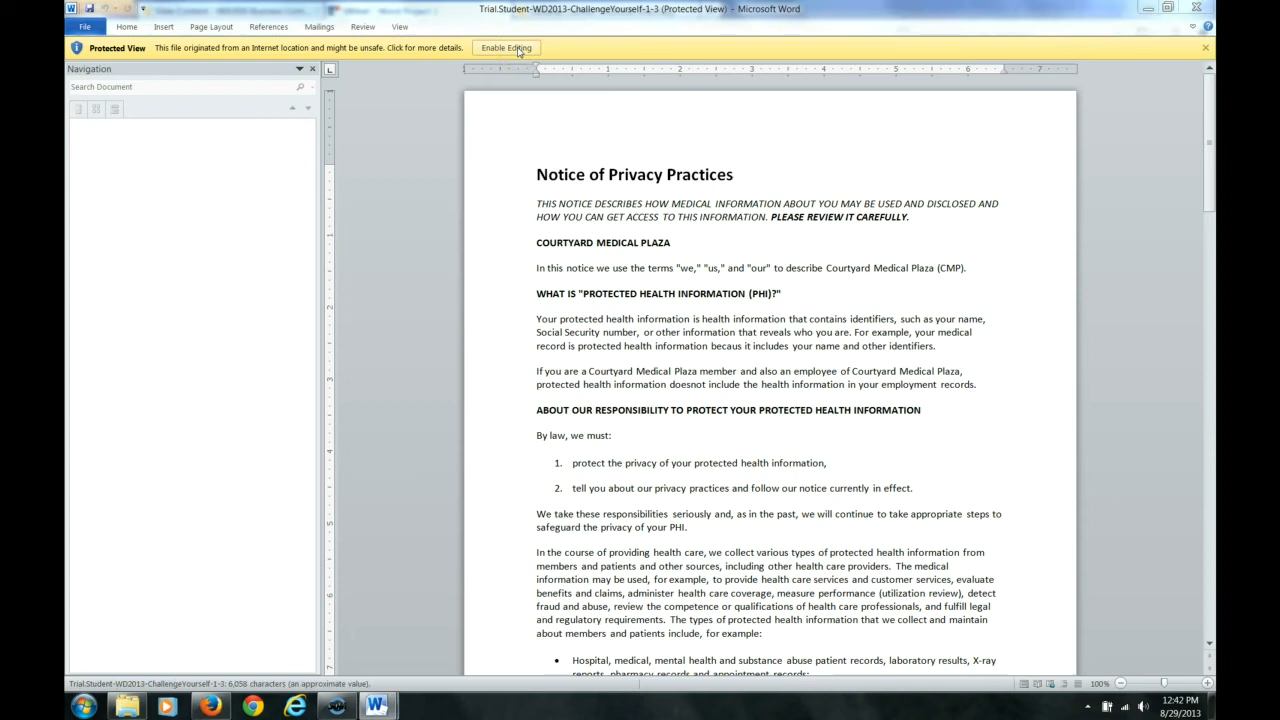 Trial.Student-WD2013-ChallengeYourself-1-3 (Protected View) – Microsoft Word
File Home Insert Page Layout References Mailings Review View
Protected View This file originated from an Internet location and might be unsafe. Click for more details. Enable Editing
Navigation
Search Document
Notice of Privacy Practices
THIS NOTICE DESCRIBES HOW MEDICAL INFORMATION ABOUT YOU MAY BE USED AND DISCLOSED AND
HOW YOU CAN GET ACCESS TO THIS INFORMATION. PLEASE REVIEW IT CAREFULLY.
COURTYARD MEDICAL PLAZA
In this notice we use the terms "we," "us," and "our" to describe Courtyard Medical Plaza (CMP).
WHAT IS "PROTECTED HEALTH INFORMATION (PHI)?"
Your protected health information is health information that contains identifiers, such as your name,
Social Security number, or other information that reveals who you are. For example, your medical
record is protected health information becaus it includes your name and other identifiers.
If you are a Courtyard Medical Plaza member and also an employee of Courtyard Medical Plaza,
protected health information doesnot include the health information in your employment records.
ABOUT OUR RESPONSIBILITY TO PROTECT YOUR PROTECTED HEALTH INFORMATION
By law, we must:
1. protect the privacy of your protected health information,
2. tell you about our privacy practices and follow our notice currently in effect.
We take these responsibilities seriously and, as in the past, we will continue to take appropriate steps to
safeguard the privacy of your PHI.
In the course of providing health care, we collect various types of protected health information from
members and patients and other sources, including other health care providers. The medical
information may be used, for example, to provide health care services and customer services, evaluate
benefits and claims, administer health care coverage, measure performance (utilization review), detect
fraud and abuse, review the competence or qualifications of health care professionals, and fulfill legal
and regulatory requirements. The types of protected health information that we collect and maintain
about members and patients include, for example:
• Hospital, medical, mental health and substance abuse patient records, laboratory results, X-ray
reports, pharmacy records and appointment records;
Trial.Student-WD2013-ChallengeYourself-1-3: 6,058 characters (an approximate value).
100%
12:42 PM
8/29/2013